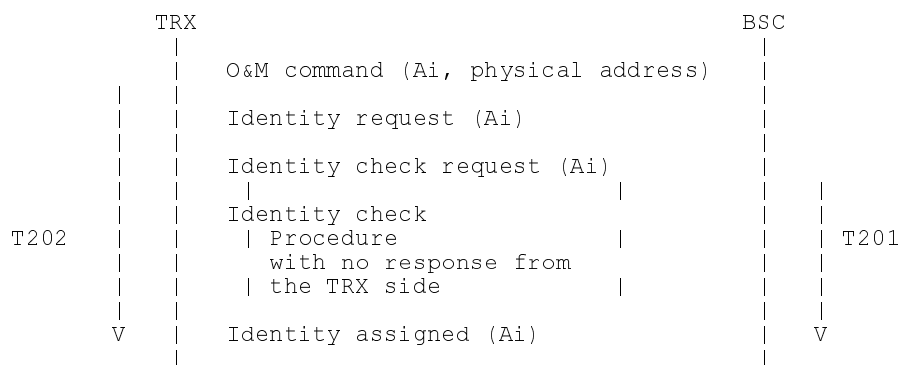 TRX BSC
O&M command (Ai, physical address)
Identity request (Ai)
Identity check request (Ai)
Identity check
T202 Procedure T201
with no response from
the TRX side
V Identity assigned (Ai) V